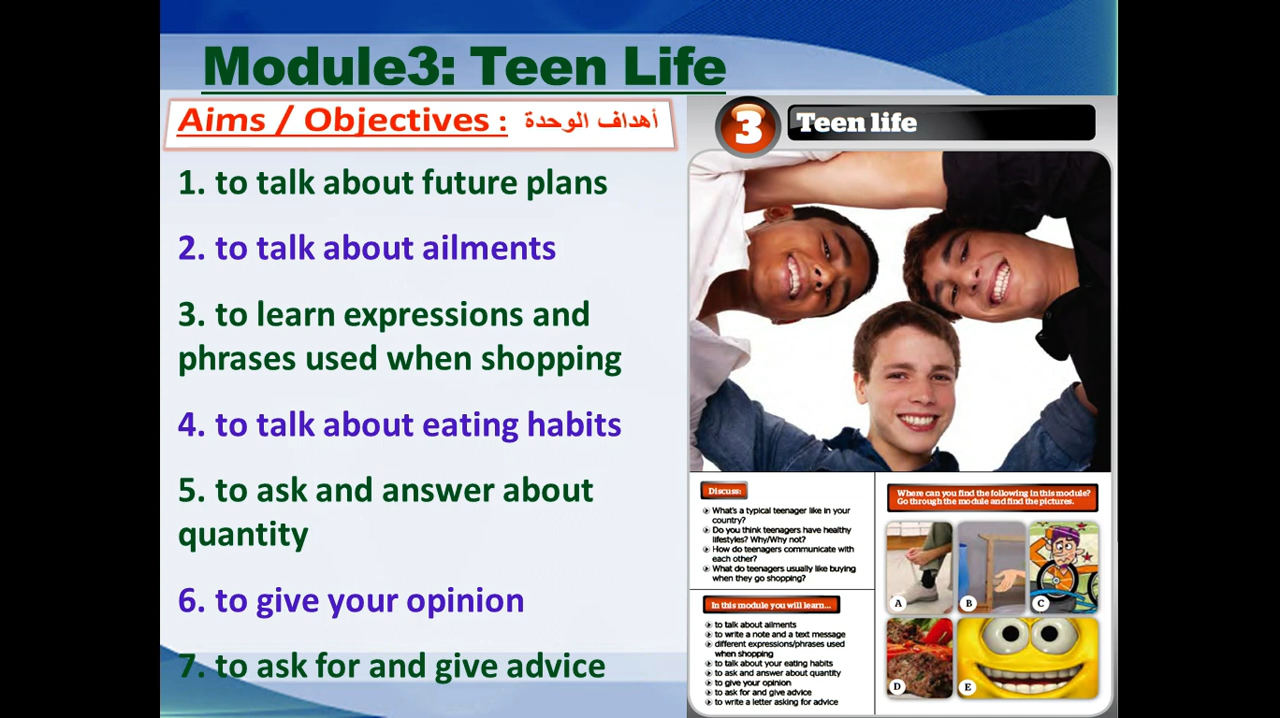 Module3: Teen Life
Aims / Objectives : أهداف الوحدة
1. to talk about future plans
2. to talk about ailments
3. to learn expressions and
phrases used when shopping
4. to talk about eating habits
5. to ask and answer about
quantity
6. to give your opinion
7. to ask for and give advice
3 Teen life
Discuss:
What's a typical teenager like in your
country?
Do you think teenagers have healthy
lifestyles? Why/Why not?
How do teenagers communicate with
each other?
What do teenagers usually like buying
when they go shopping?
In this module you will learn...
to talk about ailments
to write a note and a text message
different expressions/phrases used
when shopping
to talk about your eating habits
to ask and answer about quantity
to give your opinion
to ask for and give advice
to write a letter asking for advice
Where can you find the following in this module?
Go through the module and find the pictures.
A
B
C
D
E